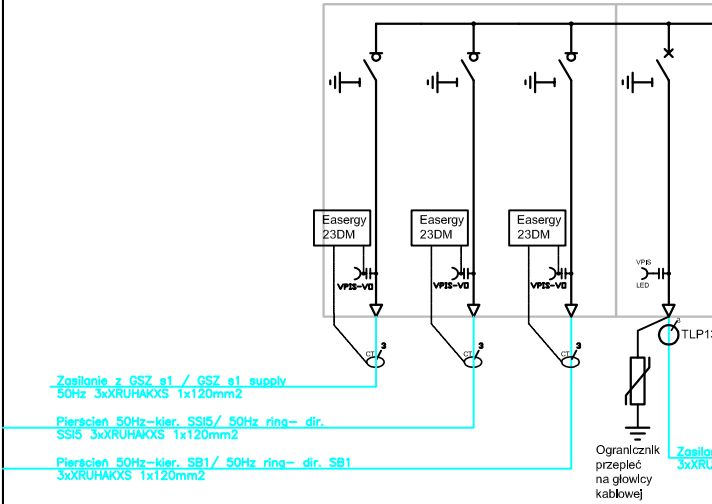 Easergy
23DM
Easergy
23DM
Easergy
23DM
VPIS-VO
VPIS-VO
VPIS-VO
VPIS
LED
3
CT
3
CT
3
CT
3
TLP13
Zasilanie z GSZ s1 / GSZ s1 supply
50Hz 3xXRUHAKXS 1x120mm2
Pierścień 50Hz-kier. SSI5/ 50Hz ring- dir.
SSI5 3xXRUHAKXS 1x120mm2
Pierścień 50Hz-kier. SB1/ 50Hz ring- dir. SB1
3xXRUHAKXS 1x120mm2
Ogranicznik
przepięć
na głowicy
kablowej
Zasilan
3xXRU